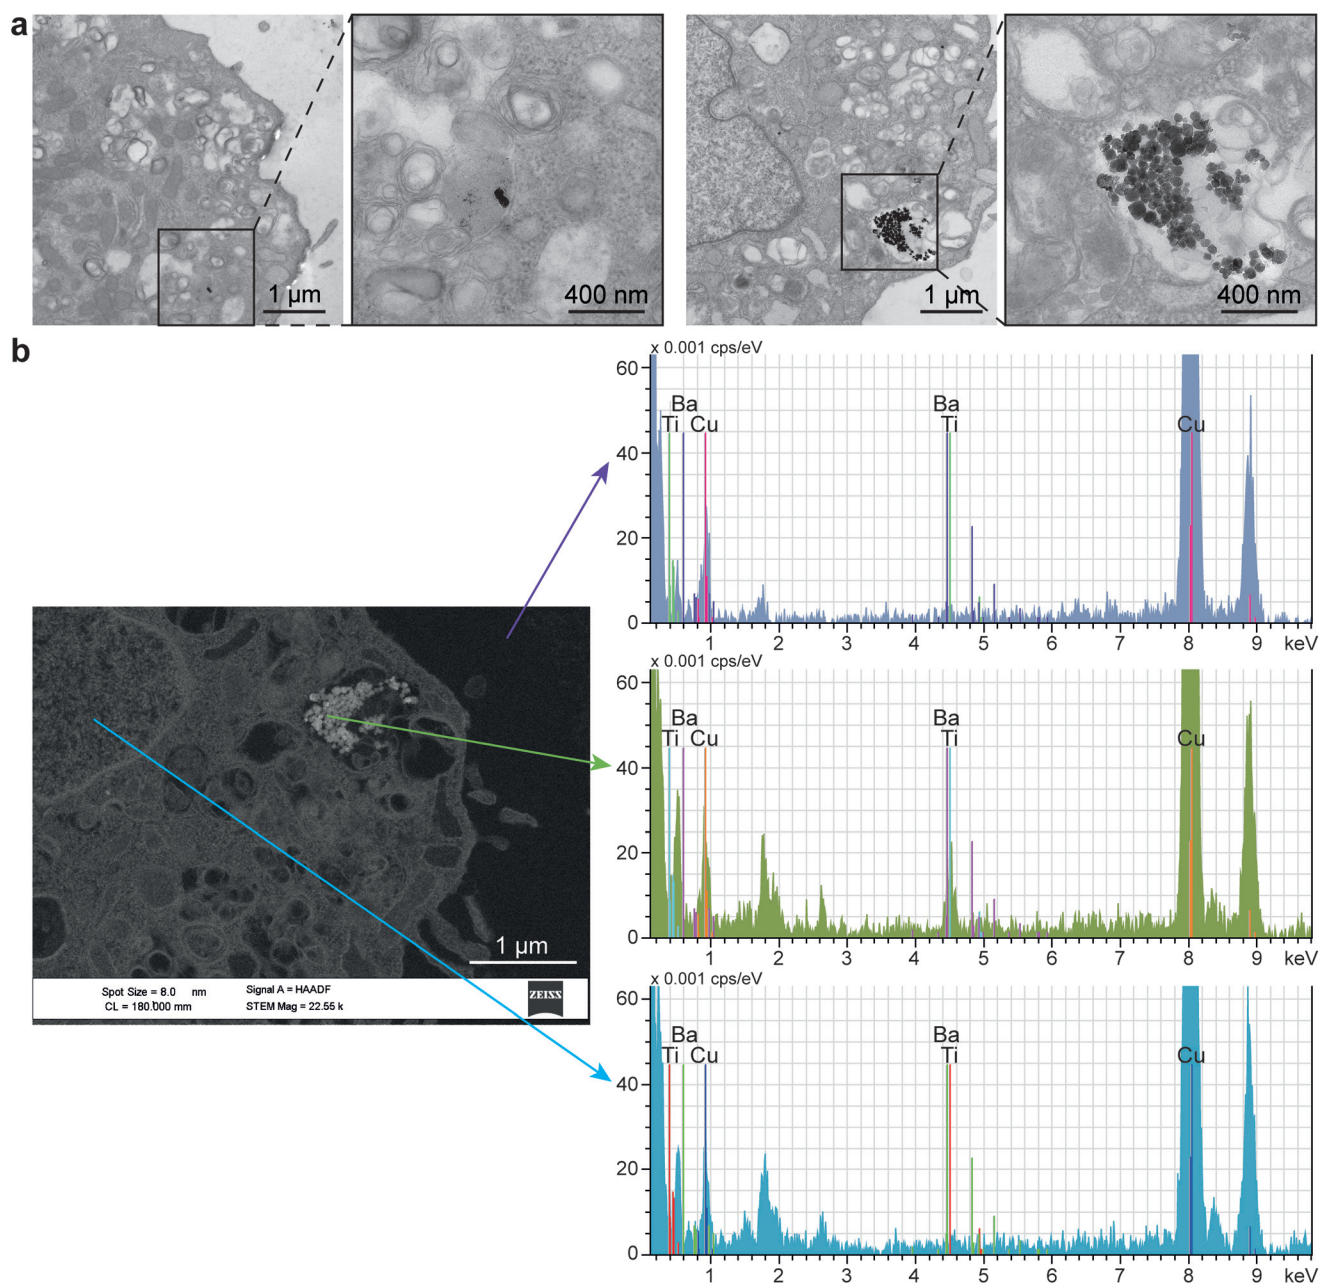 a
1 µm
400 nm
1 µm
400 nm
b
x 0.001 cps/eV
60
40
20
0
Ba
Ti Cu
Ba
Ti
Cu
1 2 3 4 5 6 7 8 9 keV
x 0.001 cps/eV
60
40
20
0
Ba
Ti Cu
Ba
Ti
Cu
1 2 3 4 5 6 7 8 9 keV
1 µm
Spot Size = 8.0 nm Signal A = HAADF
CL = 180.000 mm STEM Mag = 22.55 k
ZEISS
x 0.001 cps/eV
60
40
20
0
Ba
Ti Cu
Ba
Ti
Cu
1 2 3 4 5 6 7 8 9 keV